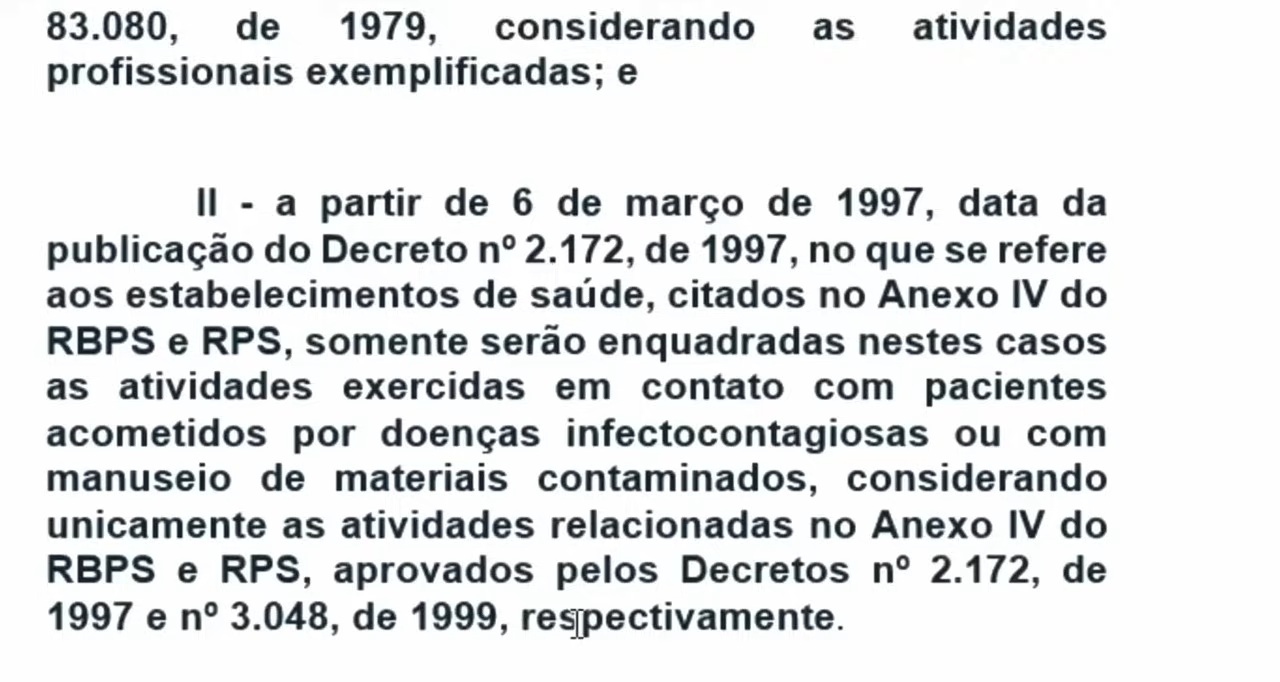 83.080, de 1979, considerando as atividades
profissionais exemplificadas; e
II - a partir de 6 de março de 1997, data da
publicação do Decreto nº 2.172, de 1997, no que se refere
aos estabelecimentos de saúde, citados no Anexo IV do
RBPS e RPS, somente serão enquadradas nestes casos
as atividades exercidas em contato com pacientes
acometidos por doenças infectocontagiosas ou com
manuseio de materiais contaminados, considerando
unicamente as atividades relacionadas no Anexo IV do
RBPS e RPS, aprovados pelos Decretos nº 2.172, de
1997 e nº 3.048, de 1999, respectivamente.